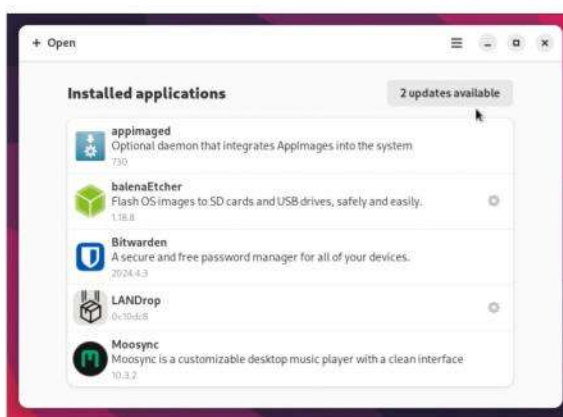 + Open
Installed applications
2 updates available
appimaged
Optional daemon that integrates AppImages into the system
730
balenaEtcher
Flash OS images to SD cards and USB drives, safely and easily.
1.18.8
Bitwarden
A secure and free password manager for all of your devices.
2024.4.3
LANDrop
0c10dc8
Moosync
Moosync is a customizable desktop music player with a clean interface
10.3.2